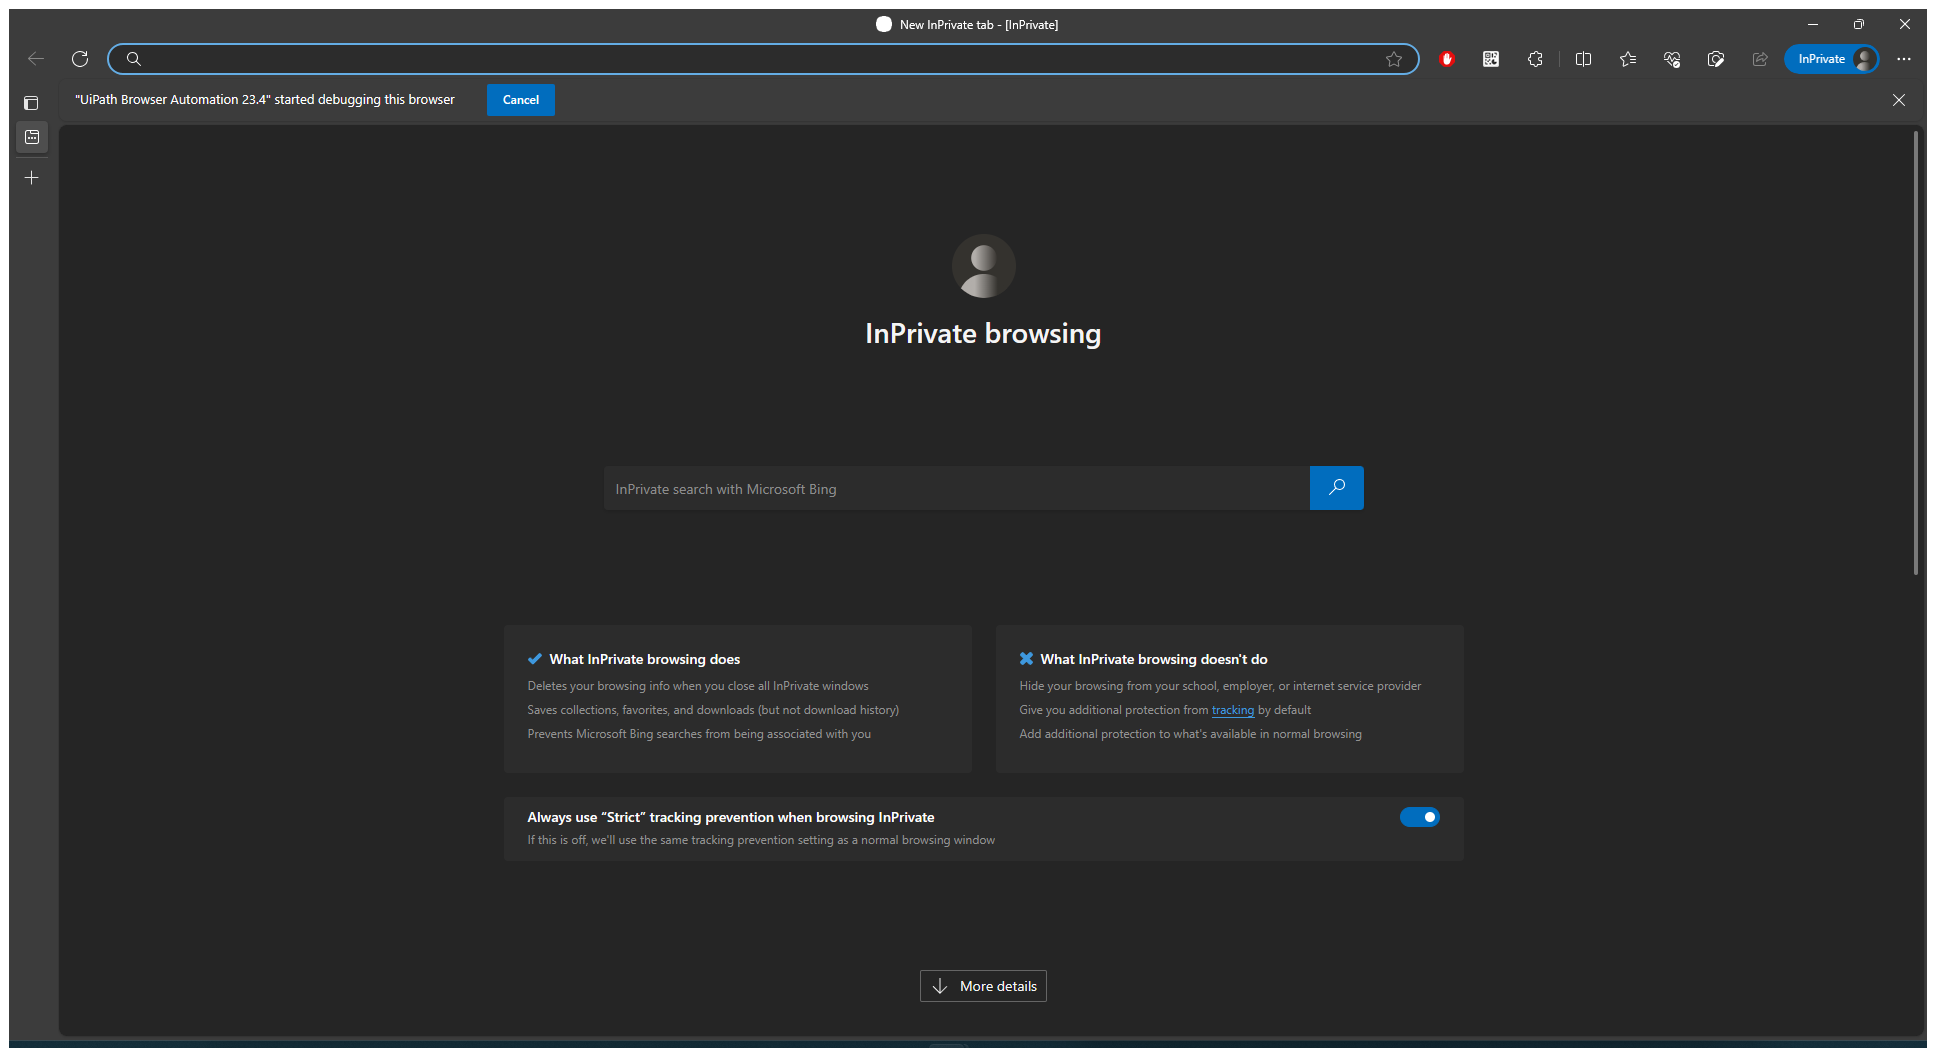 New InPrivate tab - [InPrivate]
InPrivate
"UiPath Browser Automation 23.4" started debugging this browser
Cancel
InPrivate browsing
InPrivate search with Microsoft Bing
What InPrivate browsing does
Deletes your browsing info when you close all InPrivate windows
Saves collections, favorites, and downloads (but not download history)
Prevents Microsoft Bing searches from being associated with you
What InPrivate browsing doesn't do
Hide your browsing from your school, employer, or internet service provider
Give you additional protection from tracking by default
Add additional protection to what's available in normal browsing
Always use “Strict” tracking prevention when browsing InPrivate
If this is off, we'll use the same tracking prevention setting as a normal browsing window
More details